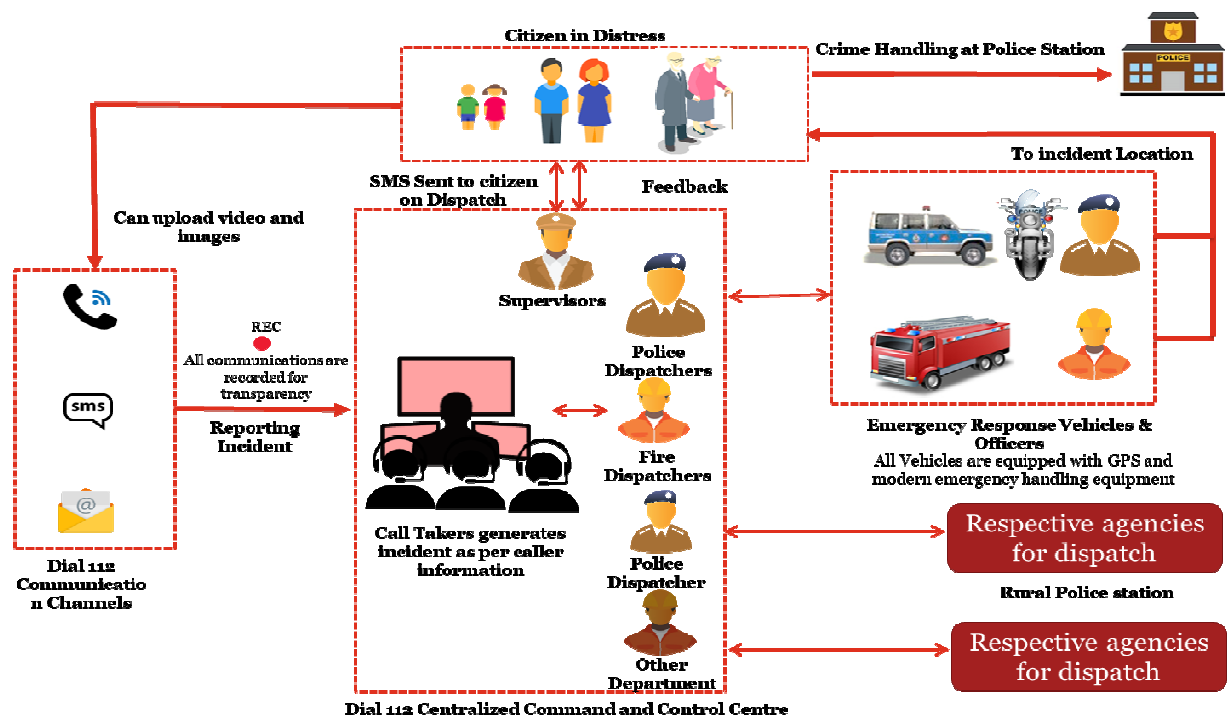 Citizen in Distress
Crime Handling at Police Station
POLICE
To incident Location
SMS Sent to citizen
on Dispatch
Feedback
Can upload video and
images
POLICE
Supervisors
REC
All communications are
recorded for
transparency
Police
Dispatchers
sms
Reporting
Incident
Emergency Response Vehicles &
Officers
All Vehicles are equipped with GPS and
modern emergency handling equipment
Fire
Dispatchers
@
Call Takers generates
incident as per caller
information
Respective agencies
for dispatch
Dial 112
Communicatio
n Channels
Police
Dispatcher
Rural Police station
Respective agencies
for dispatch
Other
Department
Dial 112 Centralized Command and Control Centre